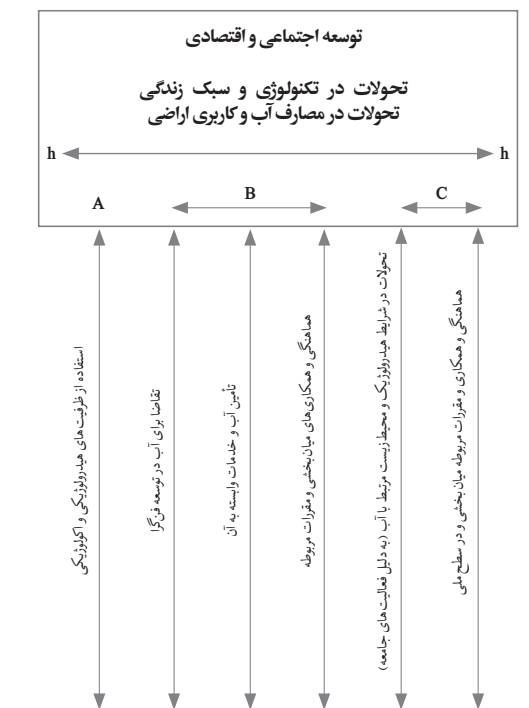 توسعه اجتماعی و اقتصادی
تحولات در تکنولوژی و سبک زندگی
تحولات در مصارف آب و کاربری اراضی
h h
A B C
استفاده از ظرفیت‌های هیدرولوژیکی و اکولوژیکی
تقاضا برای آب در توسعه فن‌گرا
تأمین آب و خدمات وابسته به آن
هماهنگی و همکاری‌های میان‌بخشی و مقررات مربوطه
تحولات در شرایط هیدرولوژیک و محیط زیست مرتبط با آب (به دلیل فعالیت‌های جامعه)
هماهنگی و همکاری و مقررات مربوطه میان‌بخشی و در سطح ملی